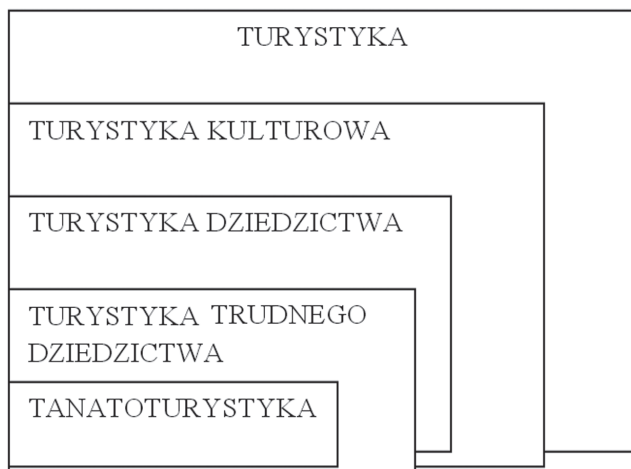 TURYSTYKA
TURYSTYKA KULTUROWA
TURYSTYKA DZIEDZICTWA
TURYSTYKA TRUDNEGO
DZIEDZICTWA
TANATOTURYSTYKA